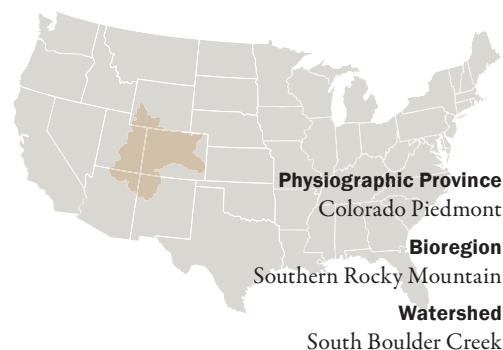 Physiographic Province
Colorado Piedmont
Bioregion
Southern Rocky Mountain
Watershed
South Boulder Creek